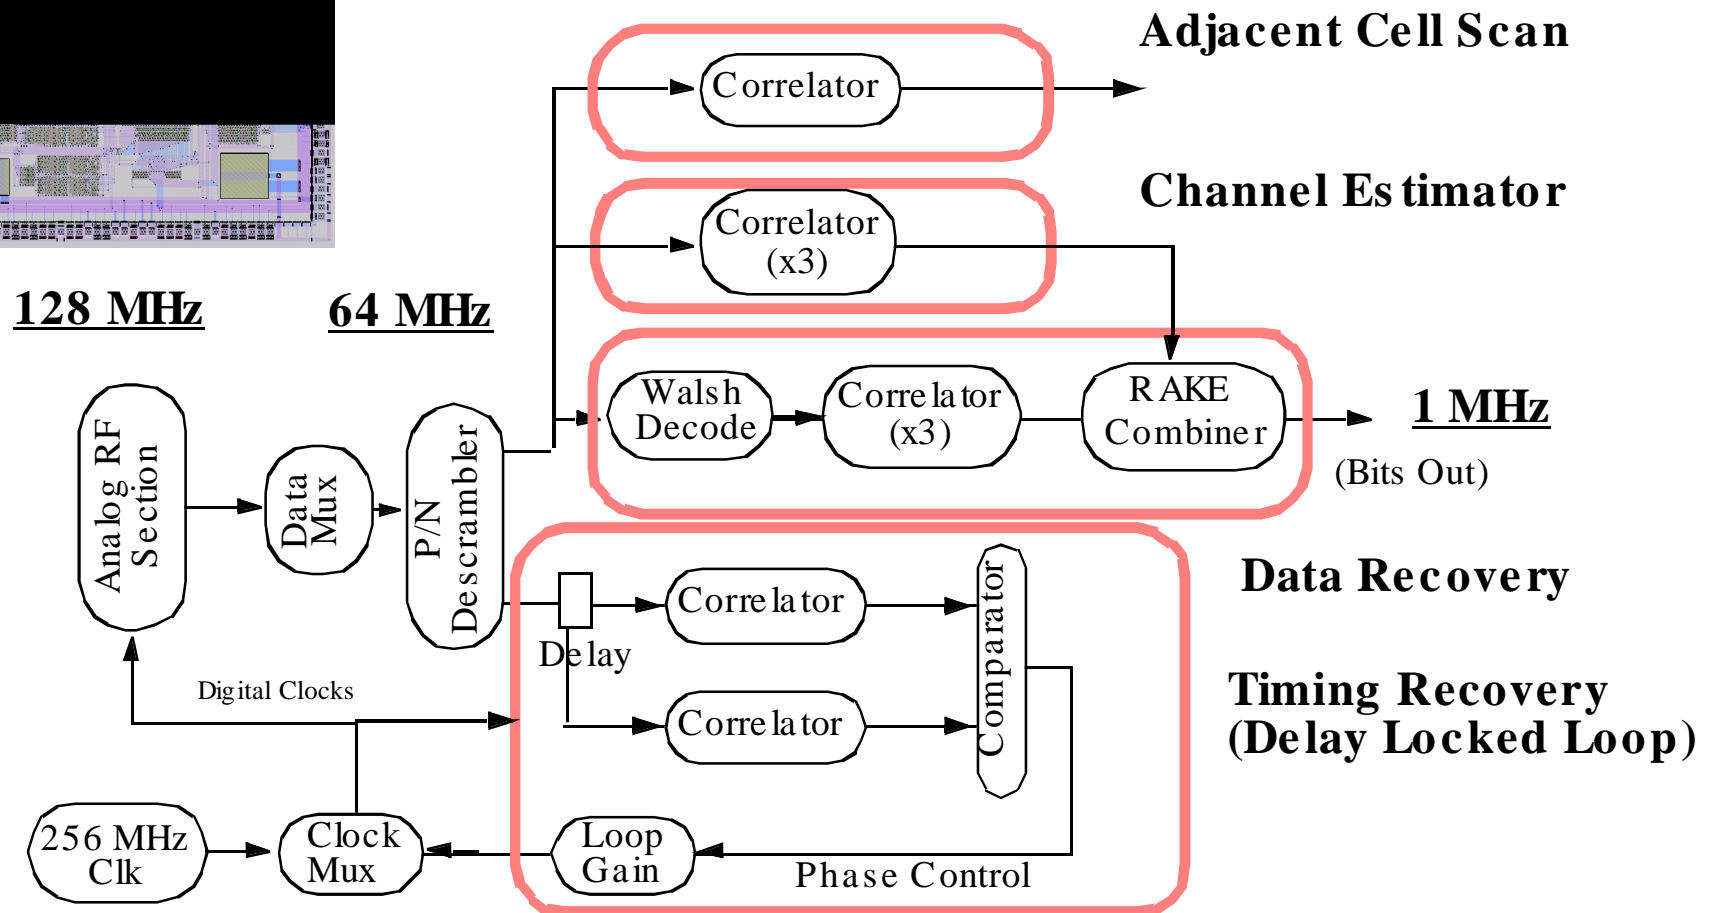 Adjacent Cell Scan
Correlator
Channel Estimator
Correlator
(x3)
128 MHz
64 MHz
Walsh
Decode
Correlator
(x3)
RAKE
Combiner
1 MHz
(Bits Out)
Analog RF
Section
Data
Mux
P/N
Descrambler
Data Recovery
Correlator
Delay
Comparator
Timing Recovery
(Delay Locked Loop)
Digital Clocks
Correlator
256 MHz
Clk
Clock
Mux
Loop
Gain
Phase Control